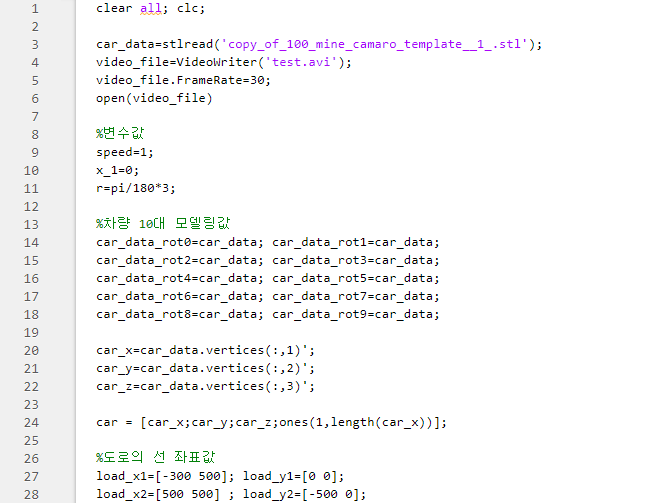 1 clear all; clc;
2
3 car_data=stlread('copy_of_100_mine_camaro_template__1_.stl');
4 video_file=VideoWriter('test.avi');
5 video_file.FrameRate=30;
6 open(video_file)
7
8 %변수값
9 speed=1;
10 x_1=0;
11 r=pi/180*3;
12
13 %차량 10대 모델링값
14 car_data_rot0=car_data; car_data_rot1=car_data;
15 car_data_rot2=car_data; car_data_rot3=car_data;
16 car_data_rot4=car_data; car_data_rot5=car_data;
17 car_data_rot6=car_data; car_data_rot7=car_data;
18 car_data_rot8=car_data; car_data_rot9=car_data;
19
20 car_x=car_data.vertices(:,1)';
21 car_y=car_data.vertices(:,2)';
22 car_z=car_data.vertices(:,3)';
23
24 car = [car_x;car_y;car_z;ones(1,length(car_x))];
25
26 %도로의 선 좌표값
27 load_x1=[-300 500]; load_y1=[0 0];
28 load_x2=[500 500] ; load_y2=[-500 0];